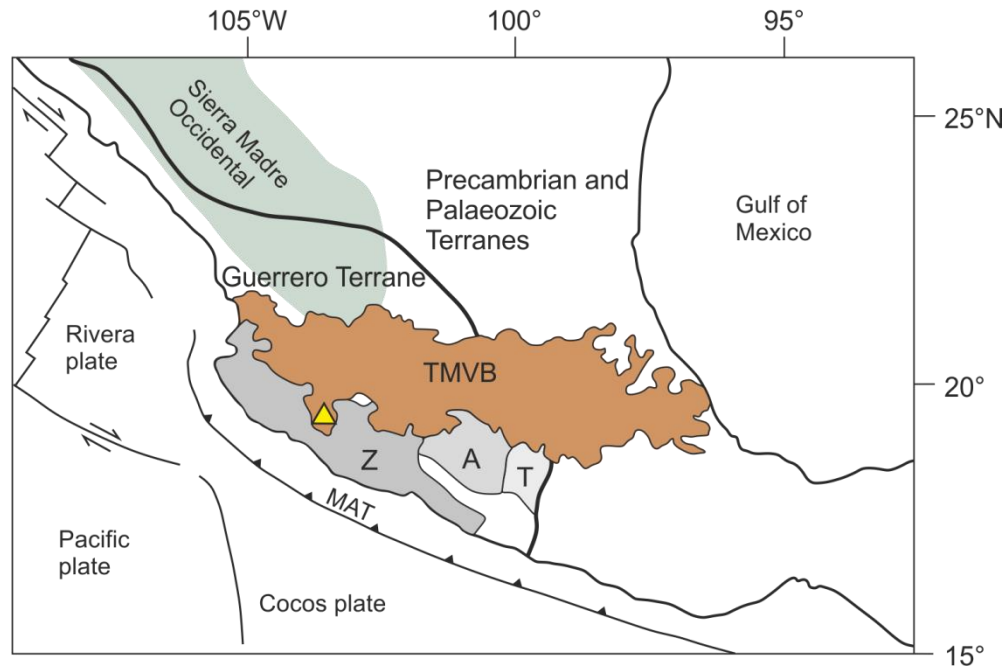 105°W
100°
95°
25°N
Sierra Madre
Occidental
Precambrian and
Palaeozoic
Terranes
Gulf of
Mexico
Guerrero Terrane
Rivera
plate
TMVB
20°
Z
A
T
MAT
Pacific
plate
Cocos plate
15°